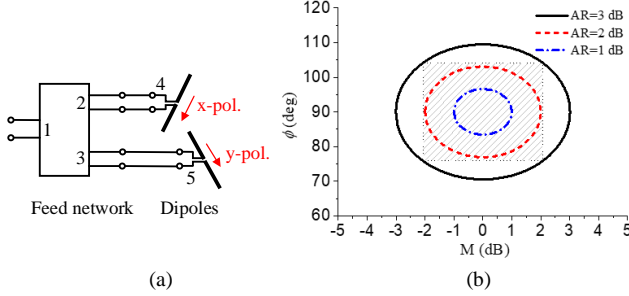 (a)
1
2
3
4
5
x-pol.
y-pol.
Feed network
Dipoles
(b)
AR=3 dB
AR=2 dB
AR=1 dB
ϕ (deg)
130
120
110
100
90
80
70
60
-5 -4 -3 -2 -1 0 1 2 3 4 5
M (dB)
(a)
(b)